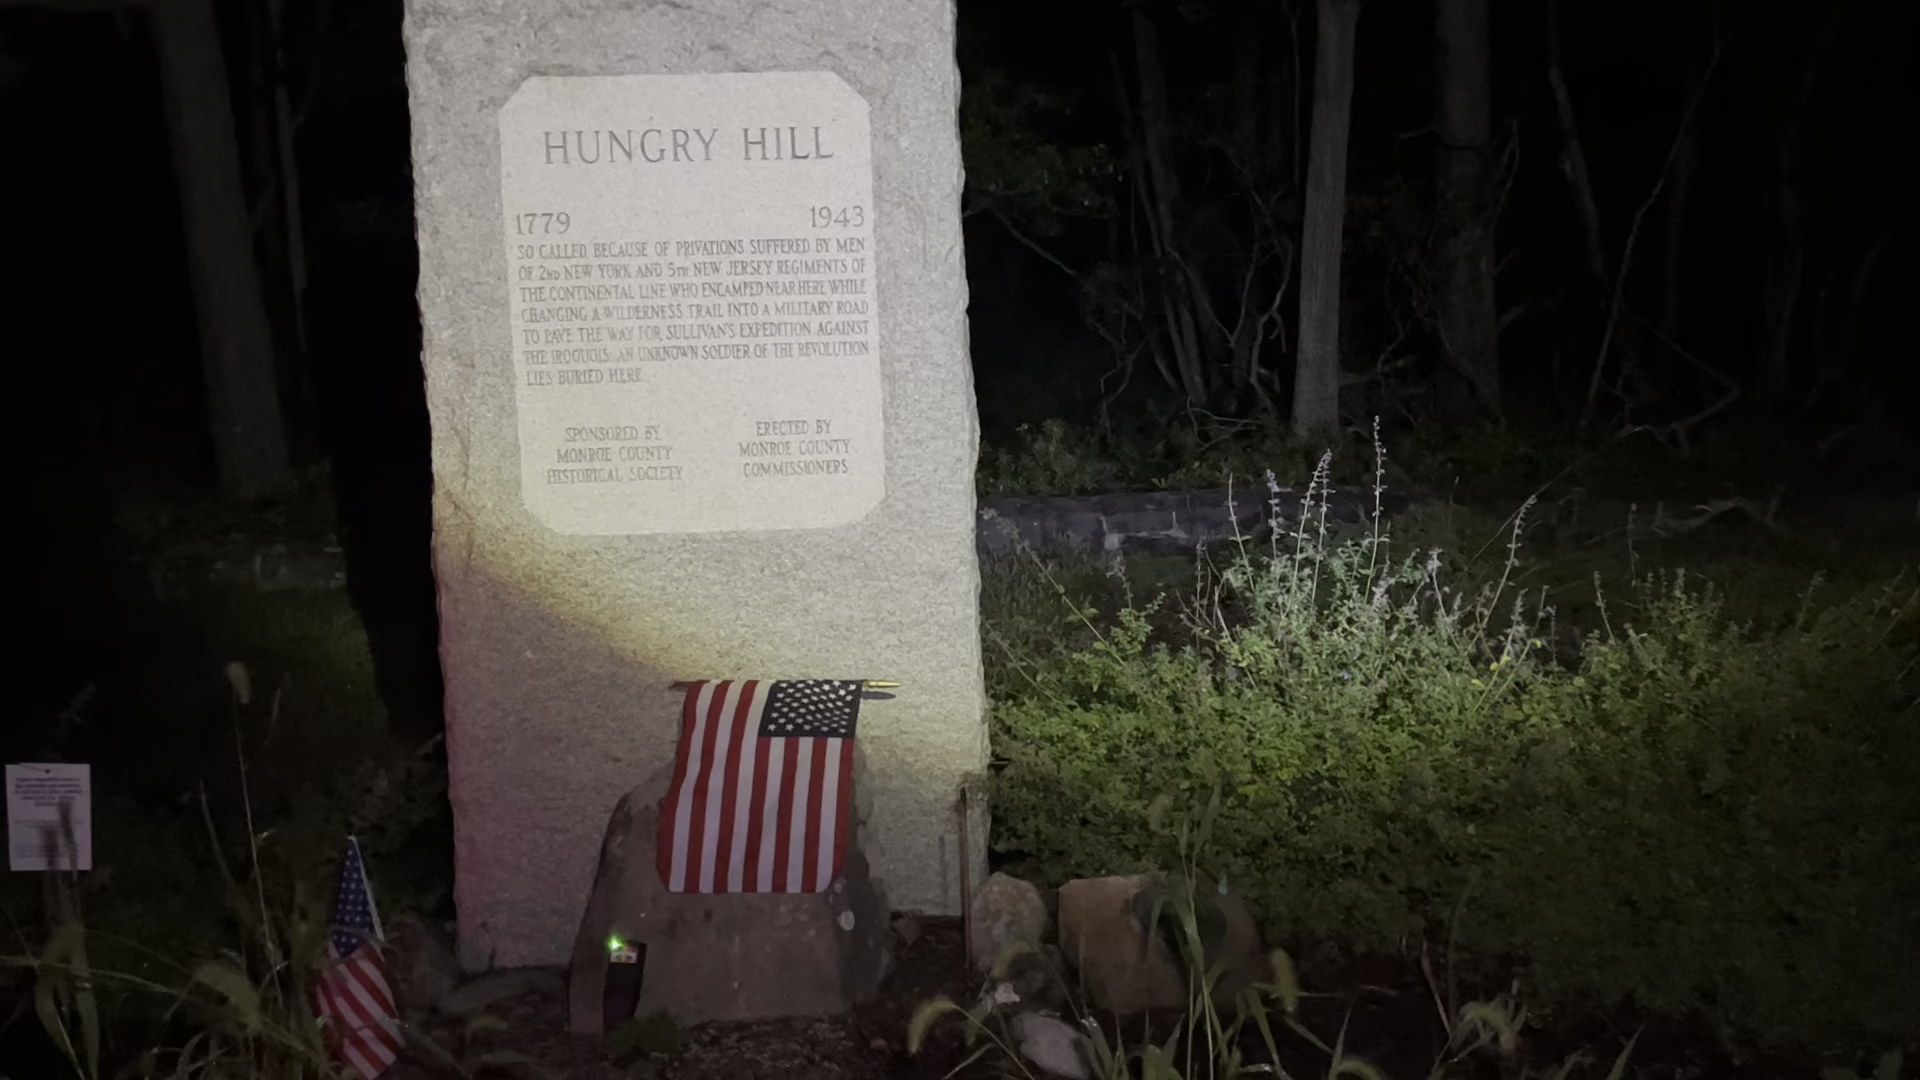 HUNGRY HILL
1779 1943
SO CALLED BECAUSE OF PRIVATIONS SUFFERED BY MEN
OF 2ND NEW YORK AND 5TH NEW JERSEY REGIMENTS OF
THE CONTINENTAL LINE WHO ENCAMPED NEAR HERE WHILE
CHANGING A WILDERNESS TRAIL INTO A MILITARY ROAD
TO PAVE THE WAY FOR SULLIVAN'S EXPEDITION AGAINST
THE IROQUOIS. AN UNKNOWN SOLDIER OF THE REVOLUTION
LIES BURIED HERE
SPONSORED BY
MONROE COUNTY
HISTORICAL SOCIETY
ERECTED BY
MONROE COUNTY
COMMISSIONERS